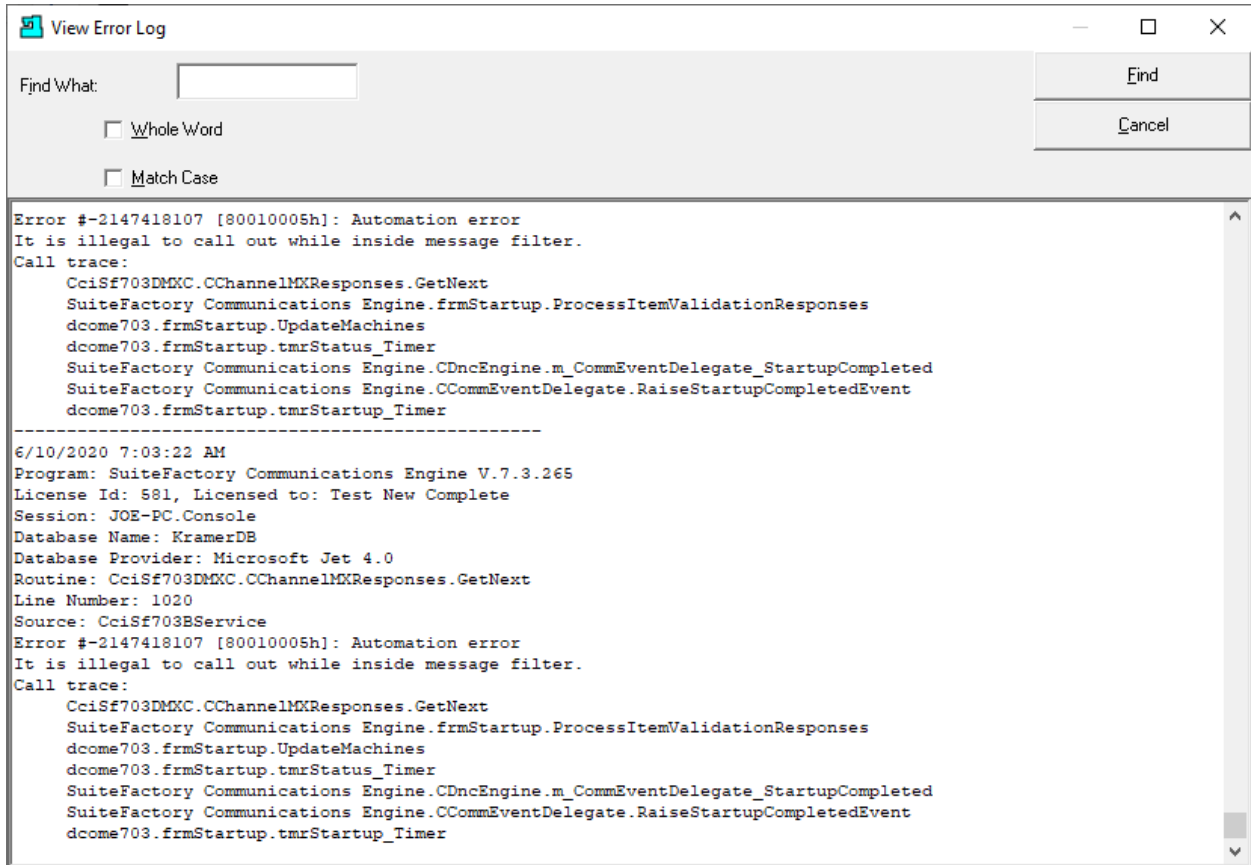 View Error Log
Find What:
Find
Whole Word
Cancel
Match Case
Error #-2147418107 [80010005h]: Automation error
It is illegal to call out while inside message filter.
Call trace:
     CciSf703DMXC.CChannelMXResponses.GetNext
     SuiteFactory Communications Engine.frmStartup.ProcessItemValidationResponses
     dcome703.frmStartup.UpdateMachines
     dcome703.frmStartup.tmrStatus_Timer
     SuiteFactory Communications Engine.CDncEngine.m_CommEventDelegate_StartupCompleted
     SuiteFactory Communications Engine.CCommEventDelegate.RaiseStartupCompletedEvent
     dcome703.frmStartup.tmrStartup_Timer
--------------------------------------------------
6/10/2020 7:03:22 AM
Program: SuiteFactory Communications Engine V.7.3.265
License Id: 581, Licensed to: Test New Complete
Session: JOE-PC.Console
Database Name: KramerDB
Database Provider: Microsoft Jet 4.0
Routine: CciSf703DMXC.CChannelMXResponses.GetNext
Line Number: 1020
Source: CciSf703BService
Error #-2147418107 [80010005h]: Automation error
It is illegal to call out while inside message filter.
Call trace:
     CciSf703DMXC.CChannelMXResponses.GetNext
     SuiteFactory Communications Engine.frmStartup.ProcessItemValidationResponses
     dcome703.frmStartup.UpdateMachines
     dcome703.frmStartup.tmrStatus_Timer
     SuiteFactory Communications Engine.CDncEngine.m_CommEventDelegate_StartupCompleted
     SuiteFactory Communications Engine.CCommEventDelegate.RaiseStartupCompletedEvent
     dcome703.frmStartup.tmrStartup_Timer